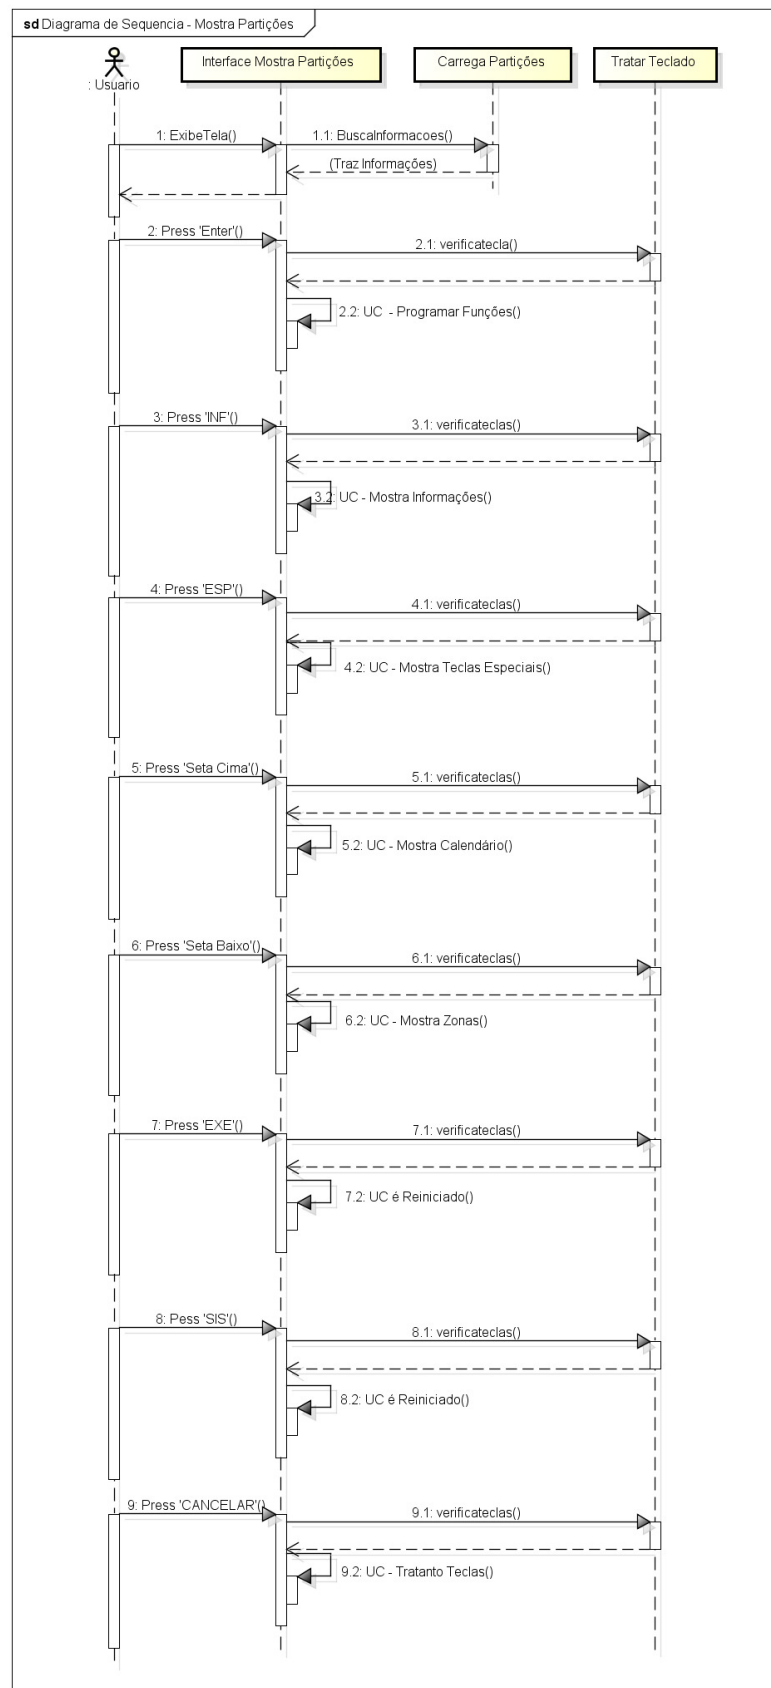 sd Diagrama de Sequencia - Mostra Partições
: Usuario
Interface Mostra Partições
Carrega Partições
Tratar Teclado
1: ExibeTela()
1.1: BuscaInformacoes()
(Traz Informações)
2: Press 'Enter'()
2.1: verificatecla()
2.2: UC - Programar Funções()
3: Press 'INF'()
3.1: verificateclas()
3.2: UC - Mostra Informações()
4: Press 'ESP'()
4.1: verificateclas()
4.2: UC - Mostra Teclas Especiais()
5: Press 'Seta Cima'()
5.1: verificateclas()
5.2: UC - Mostra Calendário()
6: Press 'Seta Baixo'()
6.1: verificateclas()
6.2: UC - Mostra Zonas()
7: Press 'EXE'()
7.1: verificateclas()
7.2: UC é Reiniciado()
8: Pess 'SIS'()
8.1: verificateclas()
8.2: UC é Reiniciado()
9: Press 'CANCELAR'()
9.1: verificateclas()
9.2: UC - Tratanto Teclas()